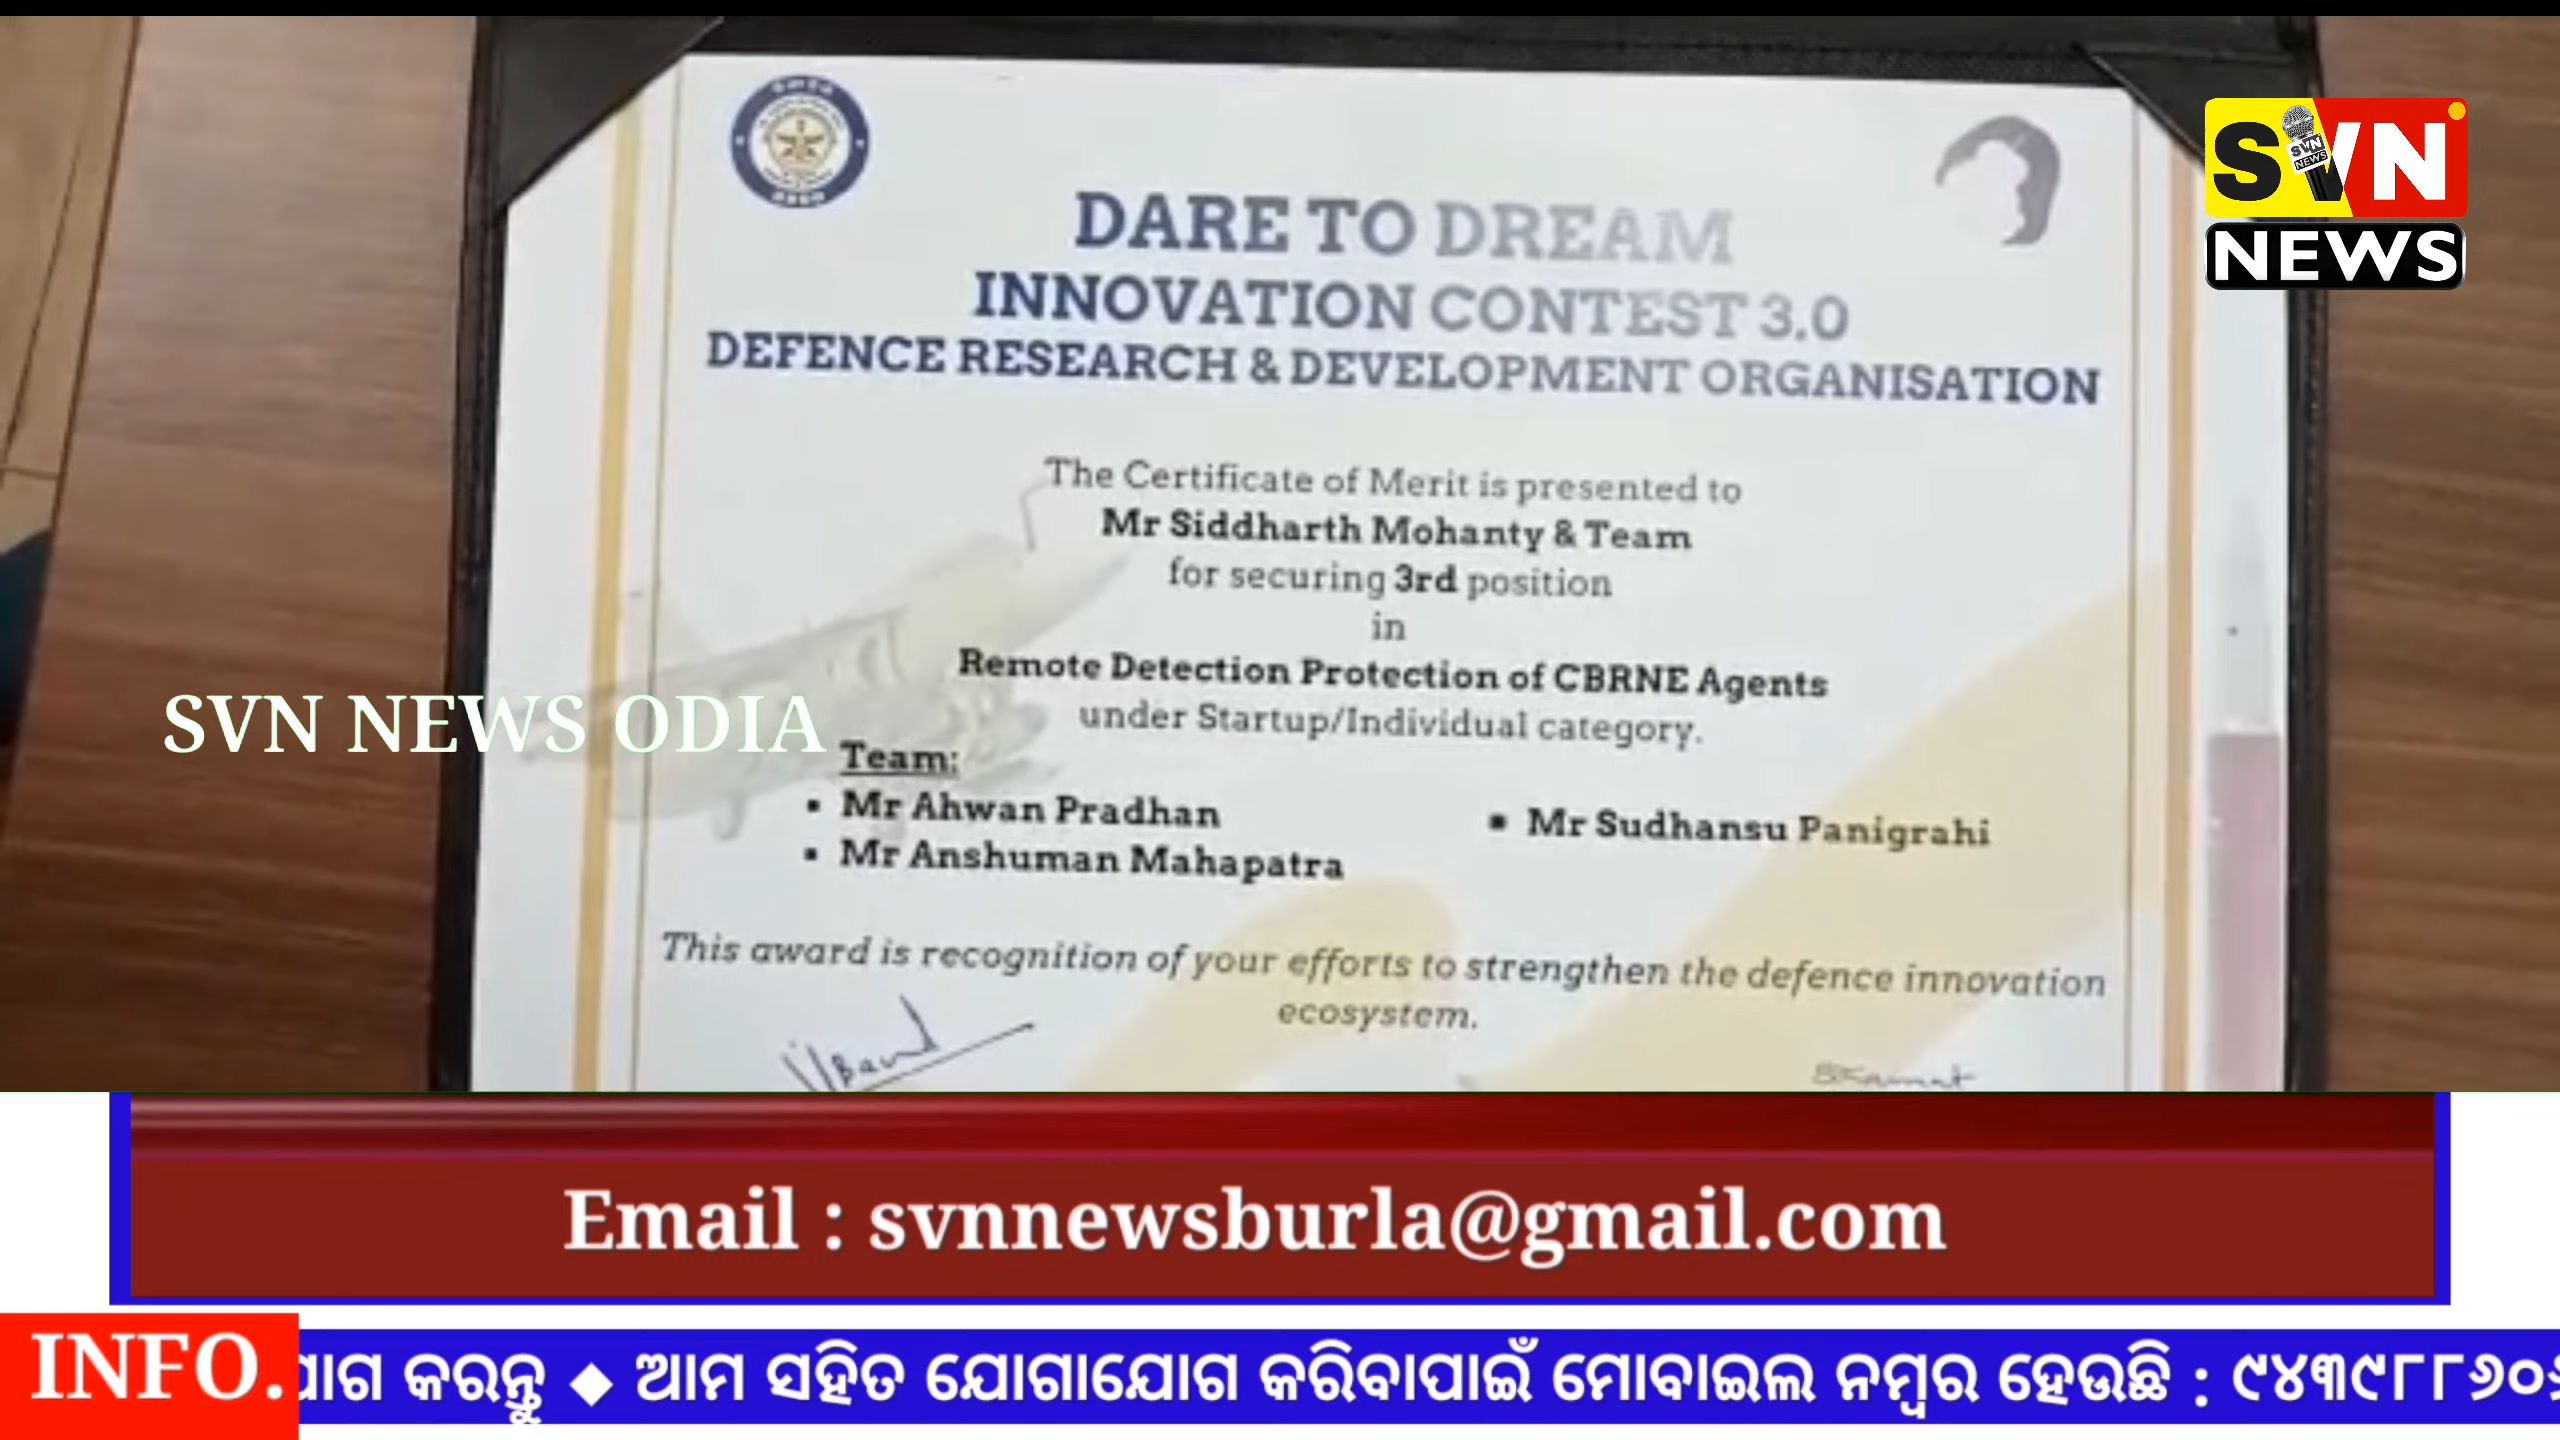 DARE TO DREAM
INNOVATION CONTEST 3.0
DEFENCE RESEARCH & DEVELOPMENT ORGANISATION
SVN
NEWS
The Certificate of Merit is presented to
Mr Siddharth Mohanty & Team
for securing 3rd position
in
Remote Detection Protection of CBRNE Agents
under Startup/Individual category.
SVN NEWS ODIA
Team:
▪ Mr Ahwan Pradhan
▪ Mr Sudhansu Panigrahi
▪ Mr Anshuman Mahapatra
This award is recognition of your efforts to strengthen the defence innovation
ecosystem.
Email : svnnewsburla@gmail.com
INFO.
କରନ୍ତୁ ◆ ଆମ ସହିତ ଯୋଗାଯୋଗ କରିବାପାଇଁ ମୋବାଇଲ ନମ୍ବର ହେଉଛି : ୯୪୩୯୮୮୬୦